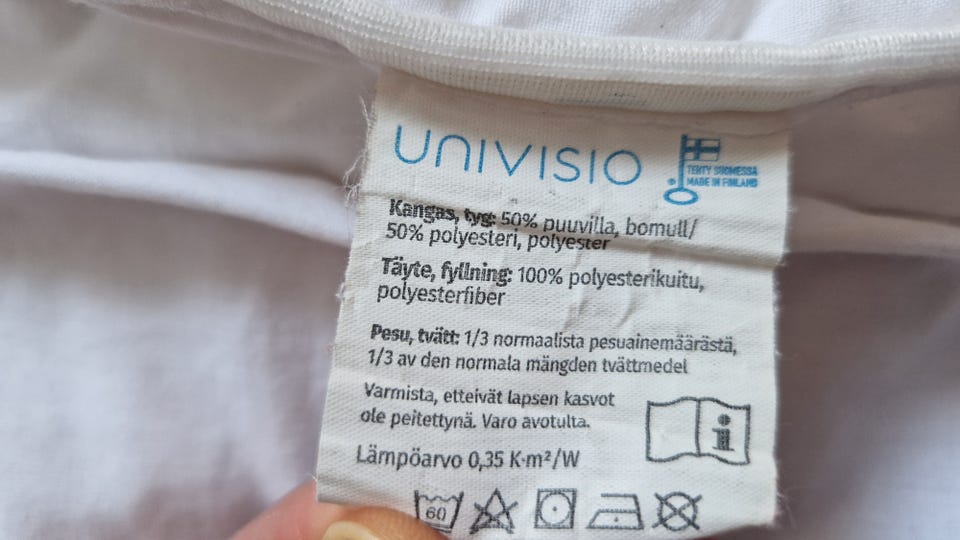 UNIVISIO
TEHTY SUOMESSA
MADE IN FINLAND
Kangas, tyg: 50% puuvilla, bomull/
50% polyesteri, polyester
Täyte, fyllning: 100% polyesterikuitu,
polyesterfiber
Pesu, tvätt: 1/3 normaalista pesuainemäärästä,
1/3 av den normala mängden tvättmedel
Varmista, etteivät lapsen kasvot
ole peitettynä. Varo avotulta.
i
Lämpöarvo 0,35 K·m²/W
60